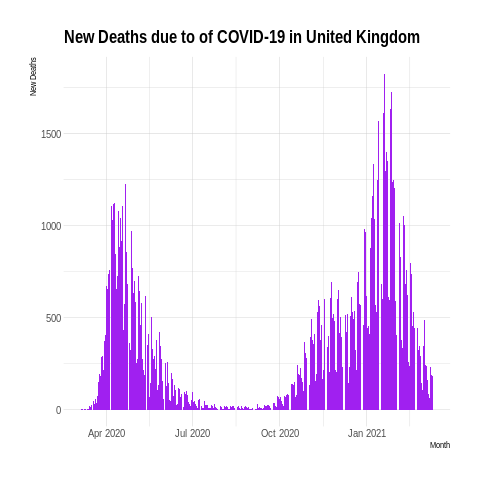 New Deaths due to of COVID-19 in United Kingdom
New Deaths
1500
1000
500
0
Apr 2020 Jul 2020 Oct 2020 Jan 2021
Month